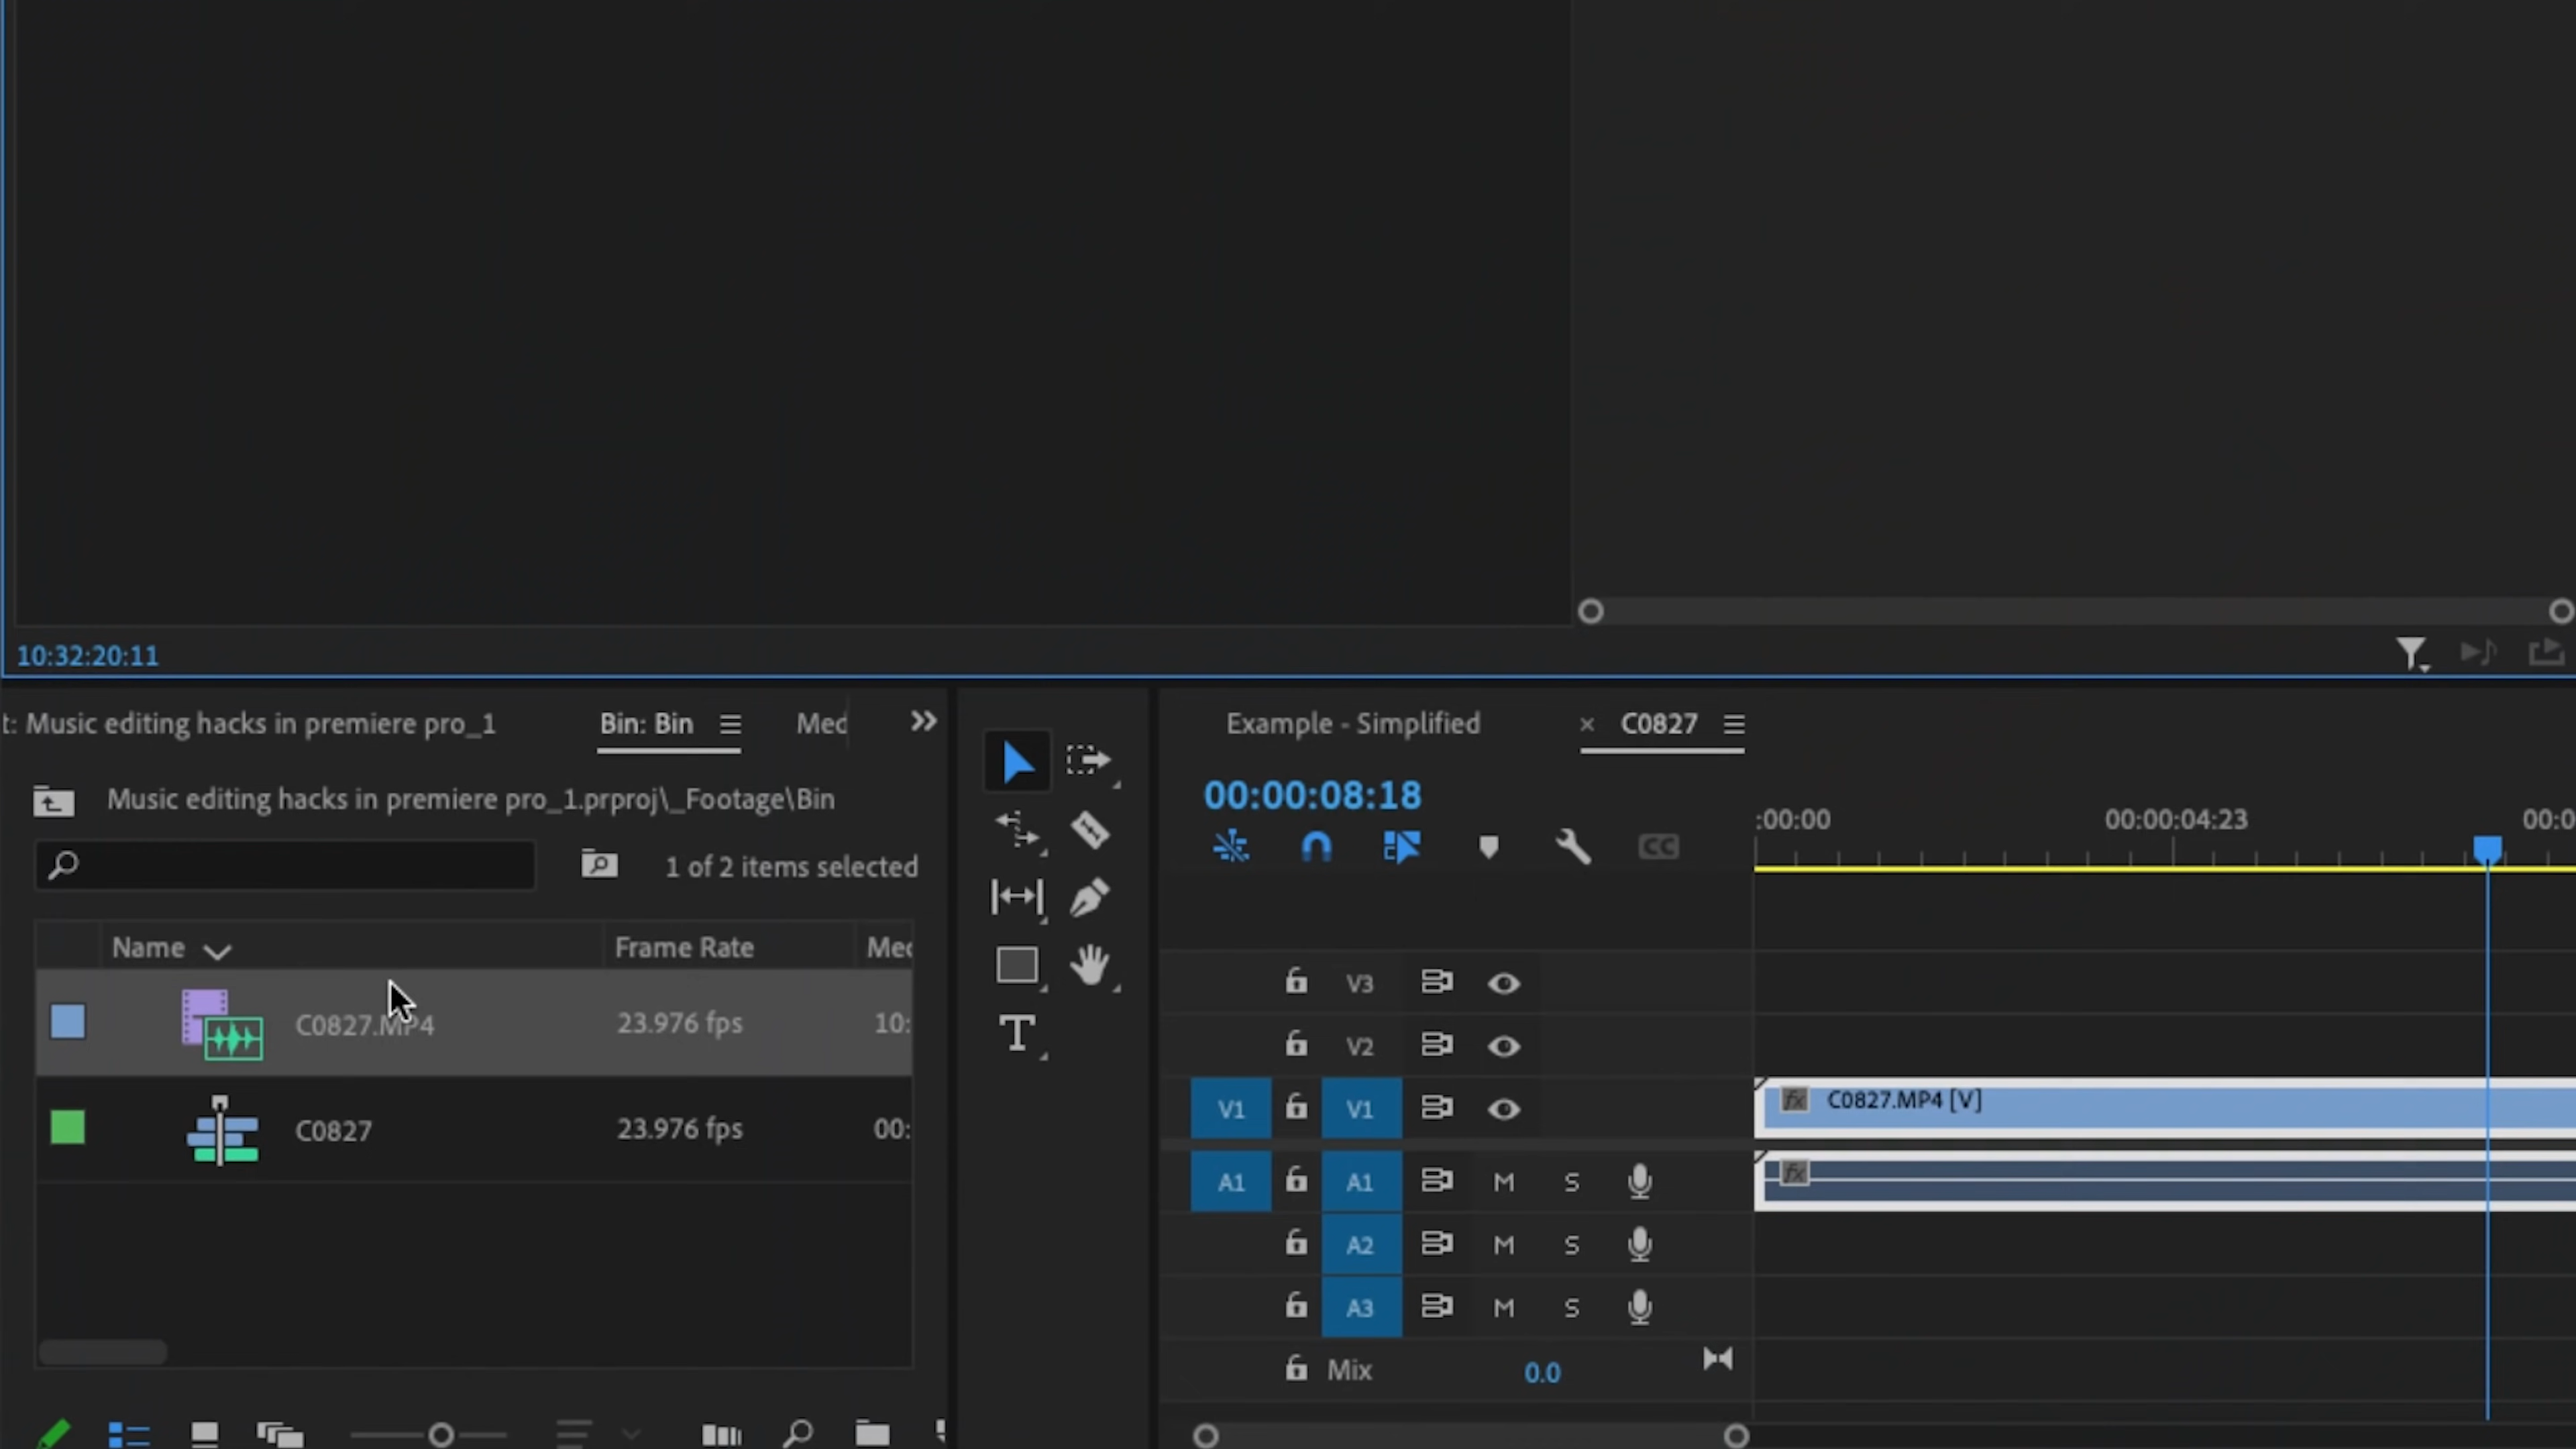 10:32:20:11
t: Music editing hacks in premiere pro_1
Bin: Bin
Med
Music editing hacks in premiere pro_1.prproj\_Footage\Bin
1 of 2 items selected
Name
Frame Rate
Med
C0827.MP4
23.976 fps
10:
C0827
23.976 fps
00:
T
Example - Simplified
× C0827
00:00:08:18
CC
:00:00
00:00:04:23
00:0
V3
V2
V1 V1
fx C0827.MP4 [V]
A1 A1 M S
fx
A2 M S
A3 M S
Mix 0.0